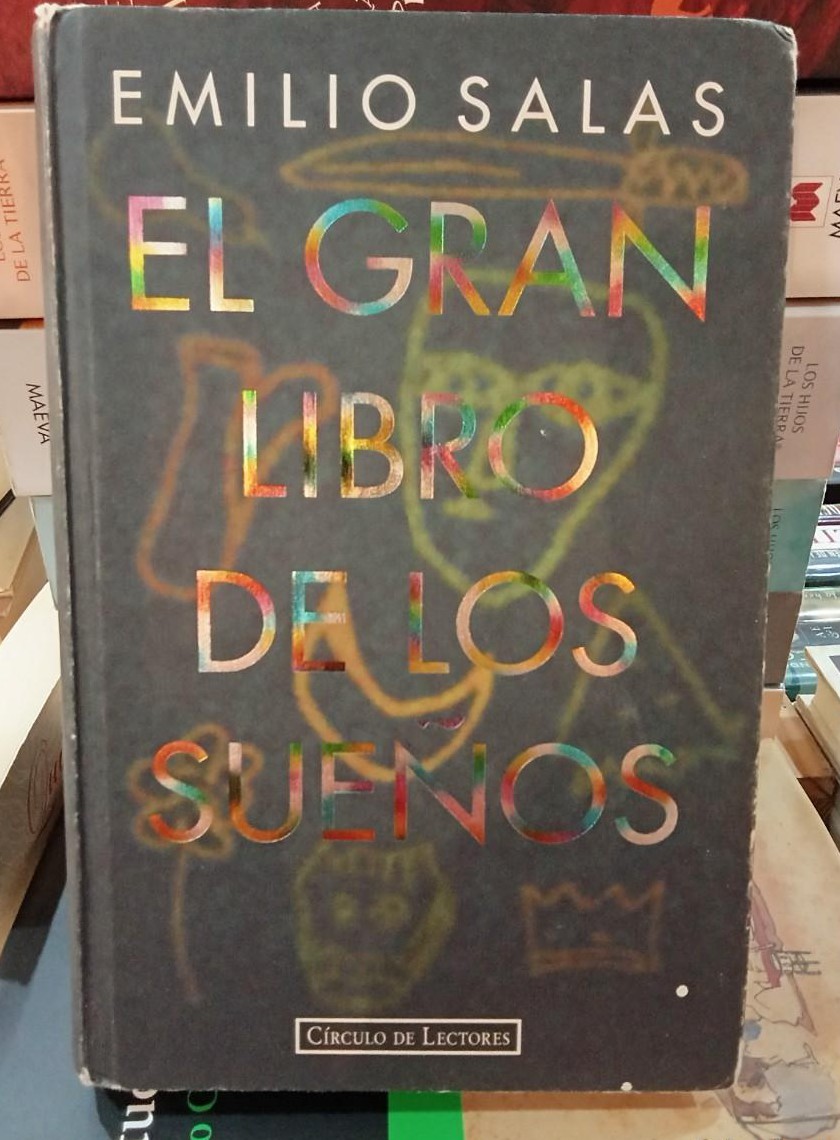 EMILIO SALAS
EL GRAN
LIBRO
DE LOS
SUEÑOS
CÍRCULO DE LECTORES
DE LA TIERRA
MAEVA
LOS HIJOS
DE LA TIERRA